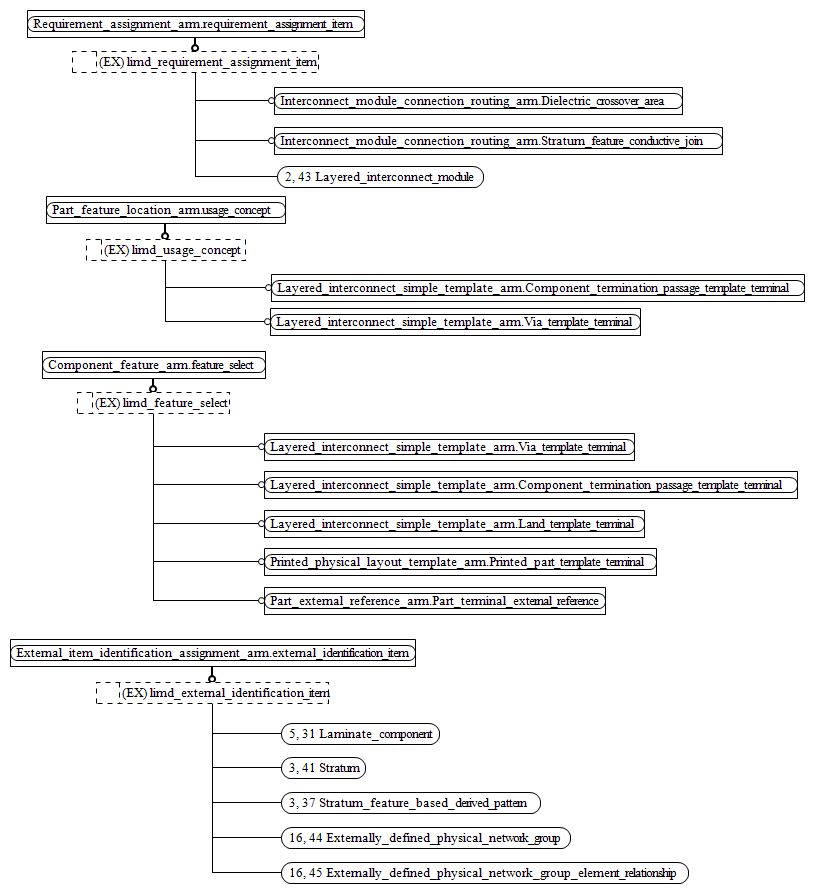 Requirement_assignment_arm.requirement_assignment_item
(EX) limd_requirement_assignment_item
Interconnect_module_connection_routing_arm.Dielectric_crossover_area
Interconnect_module_connection_routing_arm.Stratum_feature_conductive_join
2, 43 Layered_interconnect_module
Part_feature_location_arm.usage_concept
(EX) limd_usage_concept
Layered_interconnect_simple_template_arm.Component_termination_passage_template_terminal
Layered_interconnect_simple_template_arm.Via_template_terminal
Component_feature_arm.feature_select
(EX) limd_feature_select
Layered_interconnect_simple_template_arm.Via_template_terminal
Layered_interconnect_simple_template_arm.Component_termination_passage_template_terminal
Layered_interconnect_simple_template_arm.Land_template_terminal
Printed_physical_layout_template_arm.Printed_part_template_terminal
Part_external_reference_arm.Part_terminal_external_reference
External_item_identification_assignment_arm.external_identification_item
(EX) limd_external_identification_item
5, 31 Laminate_component
3, 41 Stratum
3, 37 Stratum_feature_based_derived_pattern
16, 44 Externally_defined_physical_network_group
16, 45 Externally_defined_physical_network_group_element_relationship